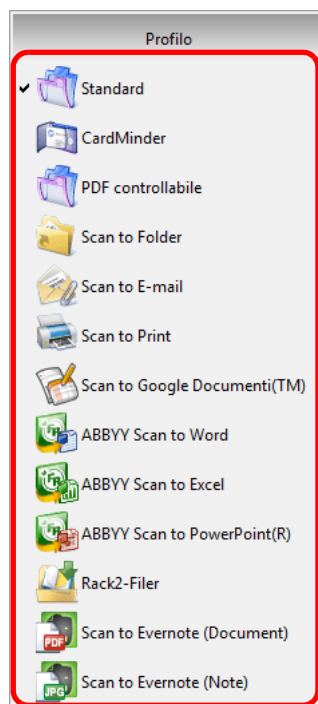 Profilo
Standard
CardMinder
PDF controllabile
Scan to Folder
Scan to E-mail
Scan to Print
Scan to Google Documenti(TM)
ABBYY Scan to Word
ABBYY Scan to Excel
ABBYY Scan to PowerPoint(R)
Rack2-Filer
PDF
Scan to Evernote (Document)
JPG
Scan to Evernote (Note)